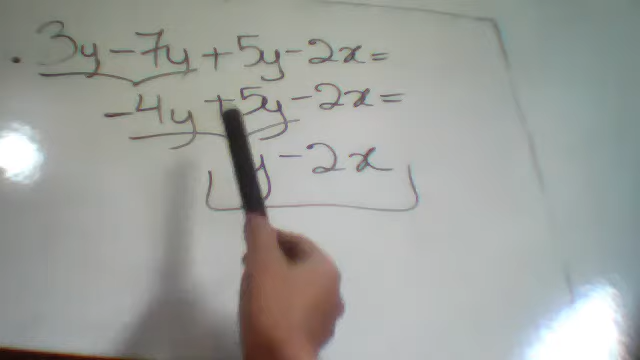 . 3y - 7y + 5y - 2x =
- 4y + 5y - 2x =
y - 2x